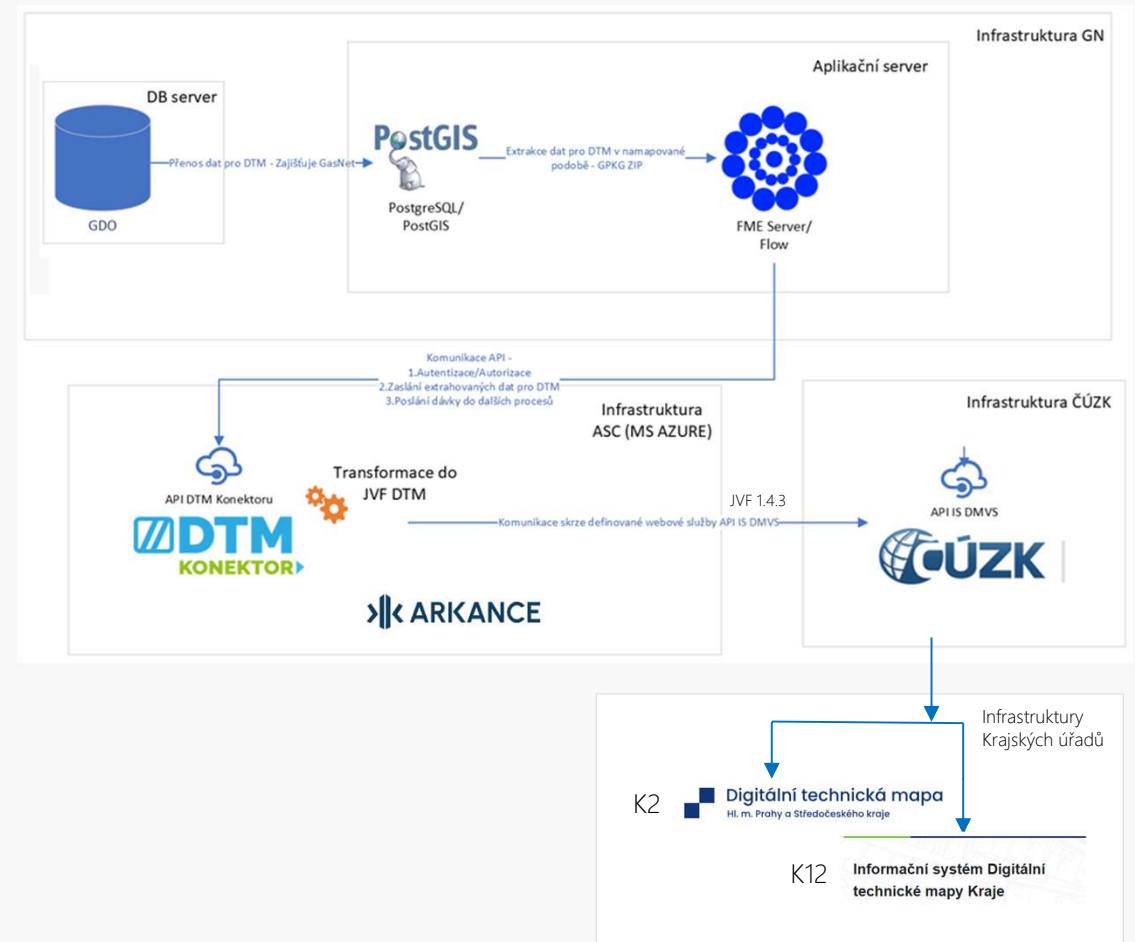 Infrastruktura GN
Aplikační server
DB server
PostGIS
Přenos dat pro DTM - Zajišťuje GasNet
Extrakce dat pro DTM v namapované
podobě - GPKG ZIP
PostgreSQL/
PostGIS
GDO
FME Server/
Flow
Komunikace API -
1.Autentizace/Autorizace
2.Zaslání extrahovaných dat pro DTM
3.Poslání dávky do dalších procesů
Infrastruktura
ASC (MS AZURE)
Infrastruktura ČÚZK
Transformace do
JVF DTM
API DTM Konektoru
DTM
KONEKTOR
JVF 1.4.3
Komunikace skrze definované webové služby API IS DMVS
API IS DMVS
ČÚZK
ARKANCE
Infrastruktury
Krajských úřadů
K2
Digitální technická mapa
Hl. m. Prahy a Středočeského kraje
K12
Informační systém Digitální
technické mapy Kraje